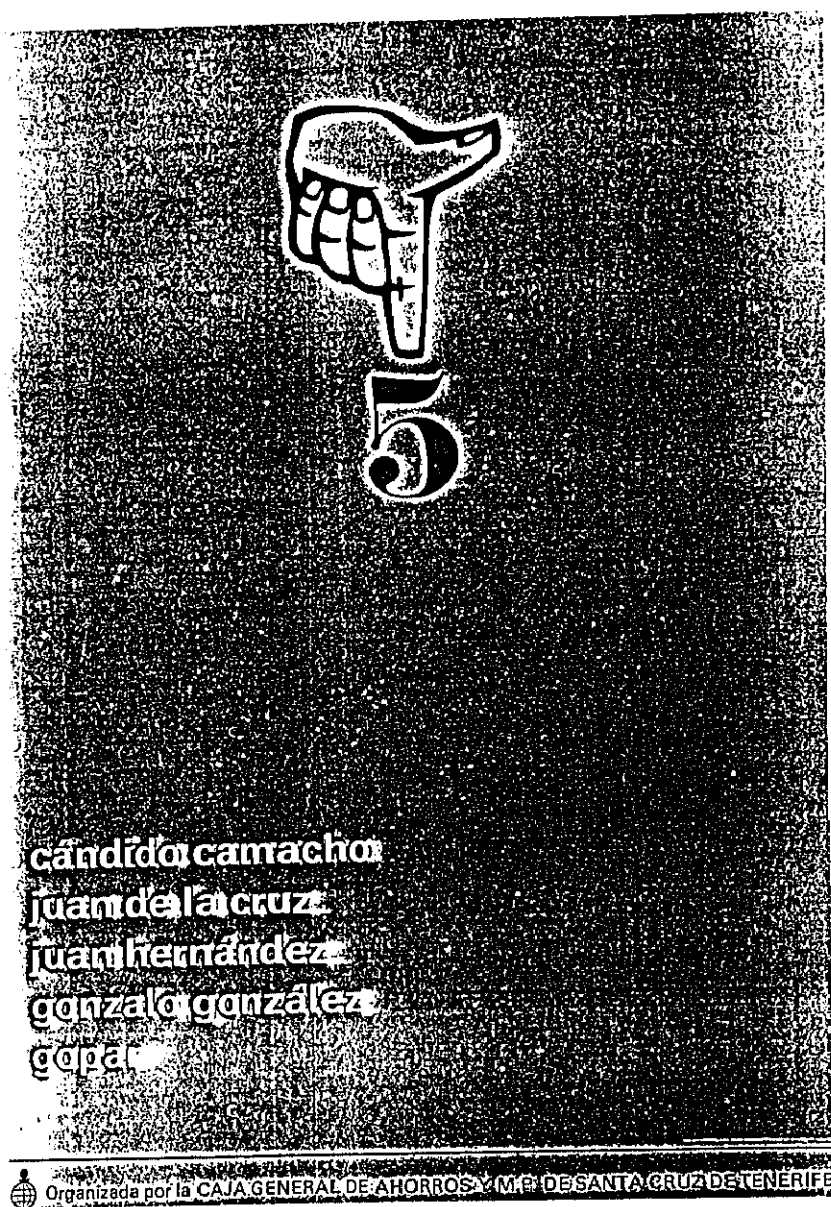 5
cándido camacho
juan de la cruz
juan hernández
gonzalo gonzález
gopar
Organizada por la CAJA GENERAL DE AHORROS Y M.P. DE SANTA CRUZ DE TENERIFE